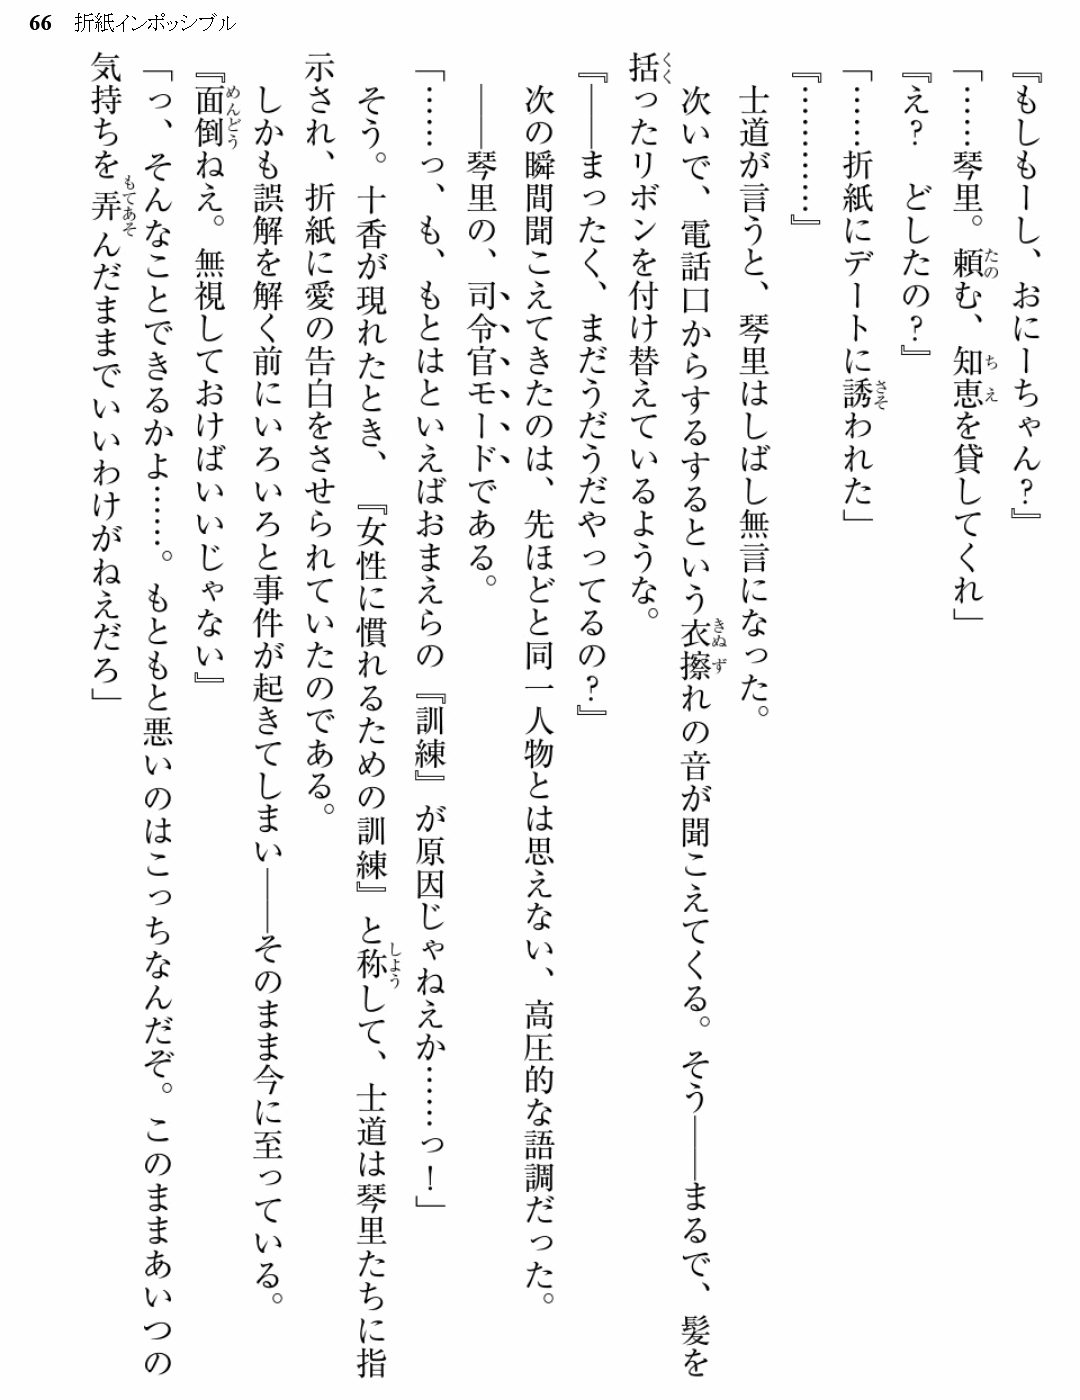 66 折紙インポッシブル
『もしもーし、おにーちゃん？』
「……琴里。頼む、知恵を貸してくれ」
『え？　どしたの？』
「……折紙にデートに誘われた」
『…………』
　士道が言うと、琴里はしばし無言になった。
　次いで、電話口からするするという衣擦れの音が聞こえてくる。そう――まるで、髪を
括ったリボンを付け替えているような。
『――まったく、まだうだうだやってるの？』
　次の瞬間聞こえてきたのは、先ほどと同一人物とは思えない、高圧的な語調だった。
　――琴里の、司令官モードである。
「……っ、も、もとはといえばおまえらの『訓練』が原因じゃねえか……っ！」
　そう。十香が現れたとき、『女性に慣れるための訓練』と称して、士道は琴里たちに指
示され、折紙に愛の告白をさせられていたのである。
　しかも誤解を解く前にいろいろと事件が起きてしまい――そのまま今に至っている。
『面倒ねえ。無視しておけばいいじゃない』
「っ、そんなことできるかよ……。もともと悪いのはこっちなんだぞ。このままあいつの
気持ちを弄んだままでいいわけがねえだろ」